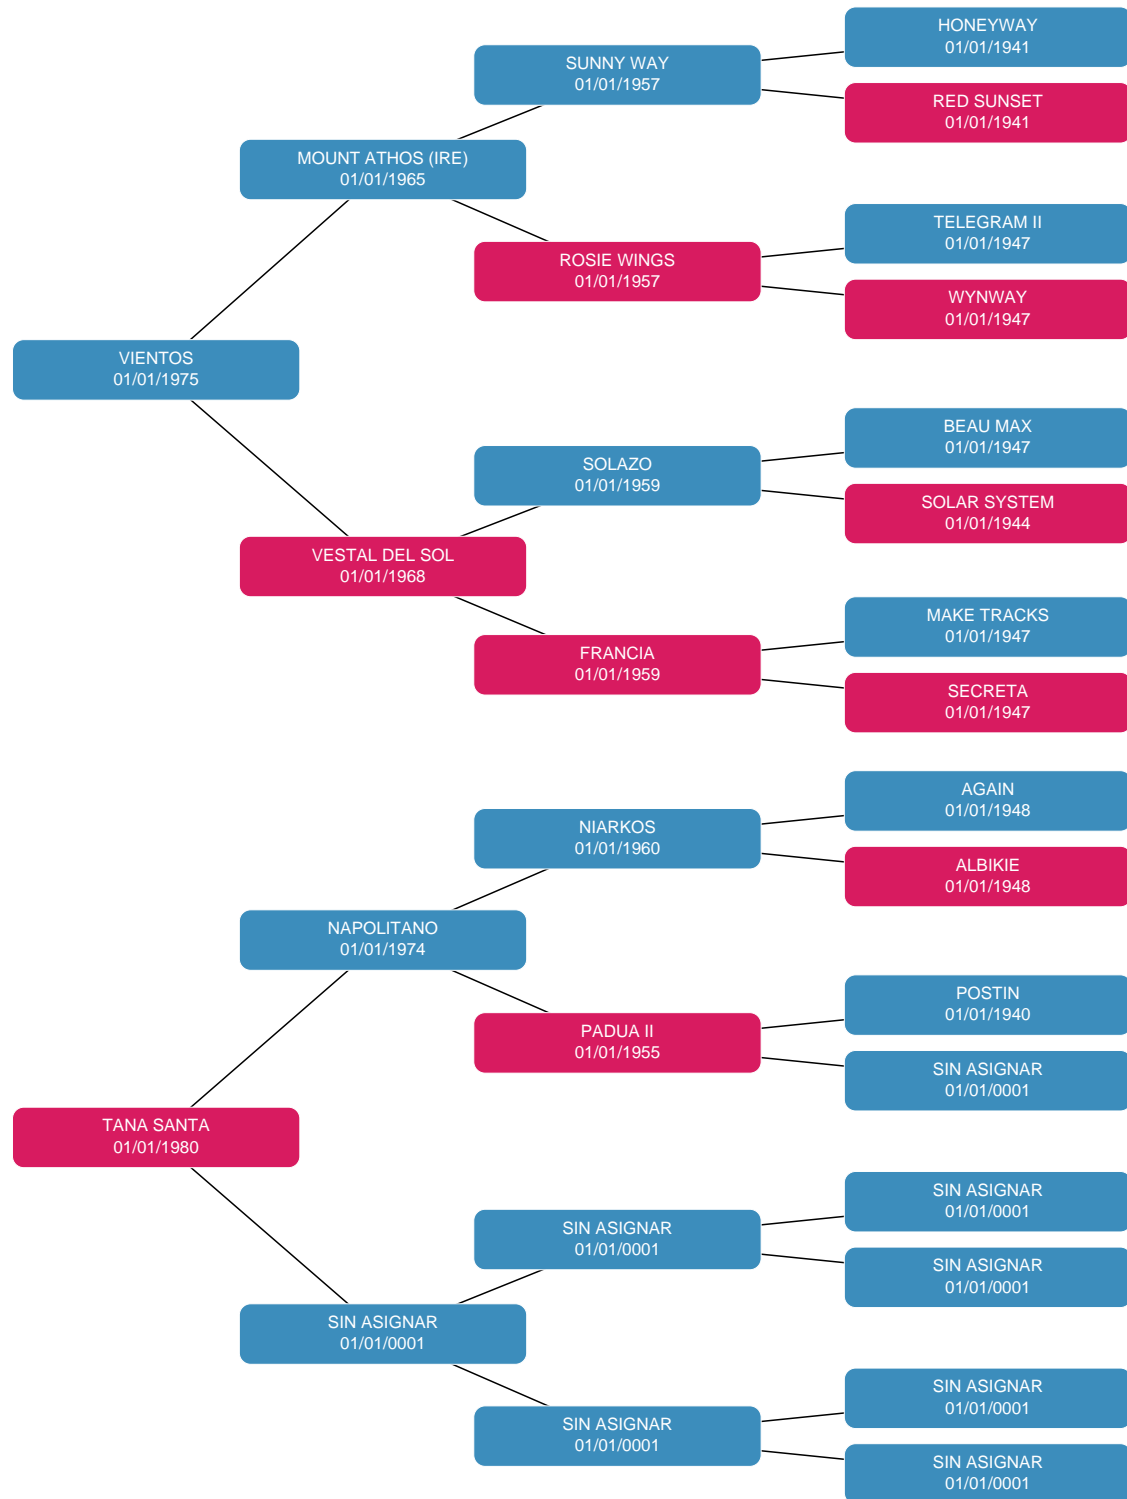 HONEYWAY
01/01/1941
SUNNY WAY
01/01/1957
RED SUNSET
01/01/1941
MOUNT ATHOS (IRE)
01/01/1965
TELEGRAM II
01/01/1947
ROSIE WINGS
01/01/1957
WYNWAY
01/01/1947
VIENTOS
01/01/1975
BEAU MAX
01/01/1947
SOLAZO
01/01/1959
SOLAR SYSTEM
01/01/1944
VESTAL DEL SOL
01/01/1968
MAKE TRACKS
01/01/1947
FRANCIA
01/01/1959
SECRETA
01/01/1947
AGAIN
01/01/1948
NIARKOS
01/01/1960
ALBIKIE
01/01/1948
NAPOLITANO
01/01/1974
POSTIN
01/01/1940
PADUA II
01/01/1955
SIN ASIGNAR
01/01/0001
TANA SANTA
01/01/1980
SIN ASIGNAR
01/01/0001
SIN ASIGNAR
01/01/0001
SIN ASIGNAR
01/01/0001
SIN ASIGNAR
01/01/0001
SIN ASIGNAR
01/01/0001
SIN ASIGNAR
01/01/0001
SIN ASIGNAR
01/01/0001